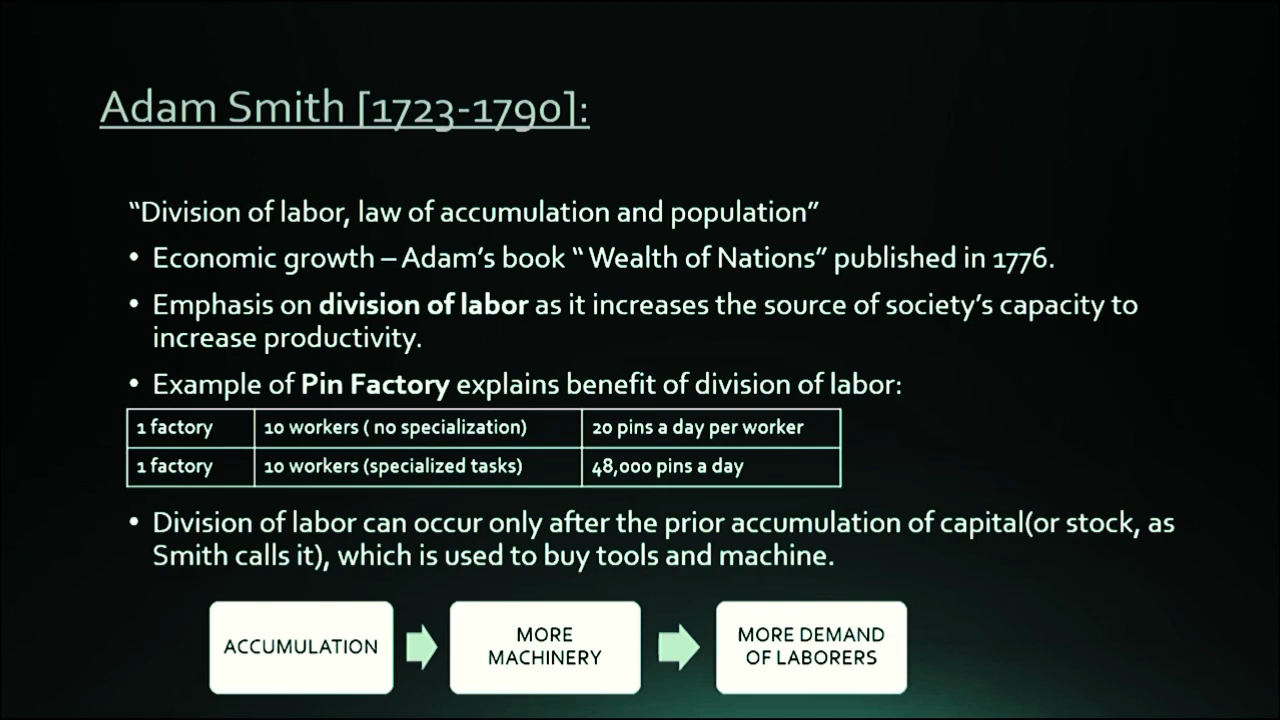 Adam Smith [1723-1790]:
“Division of labor, law of accumulation and population”
• Economic growth – Adam’s book “ Wealth of Nations” published in 1776.
• Emphasis on division of labor as it increases the source of society’s capacity to
increase productivity.
• Example of Pin Factory explains benefit of division of labor:
1 factory 10 workers ( no specialization) 20 pins a day per worker
1 factory 10 workers (specialized tasks) 48,000 pins a day
• Division of labor can occur only after the prior accumulation of capital(or stock, as
Smith calls it), which is used to buy tools and machine.
ACCUMULATION
MORE
MACHINERY
MORE DEMAND
OF LABORERS